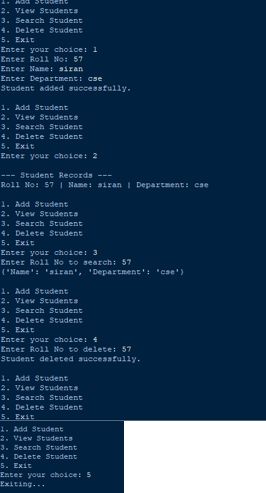 1. Add Student
2. View Students
3. Search Student
4. Delete Student
5. Exit
Enter your choice: 1
Enter Roll No: 57
Enter Name: siran
Enter Department: cse
Student added successfully.
1. Add Student
2. View Students
3. Search Student
4. Delete Student
5. Exit
Enter your choice: 2
--- Student Records ---
Roll No: 57 | Name: siran | Department: cse
1. Add Student
2. View Students
3. Search Student
4. Delete Student
5. Exit
Enter your choice: 3
Enter Roll No to search: 57
{'Name': 'siran', 'Department': 'cse'}
1. Add Student
2. View Students
3. Search Student
4. Delete Student
5. Exit
Enter your choice: 4
Enter Roll No to delete: 57
Student deleted successfully.
1. Add Student
2. View Students
3. Search Student
4. Delete Student
5. Exit
1. Add Student
2. View Students
3. Search Student
4. Delete Student
5. Exit
Enter your choice: 5
Exiting...